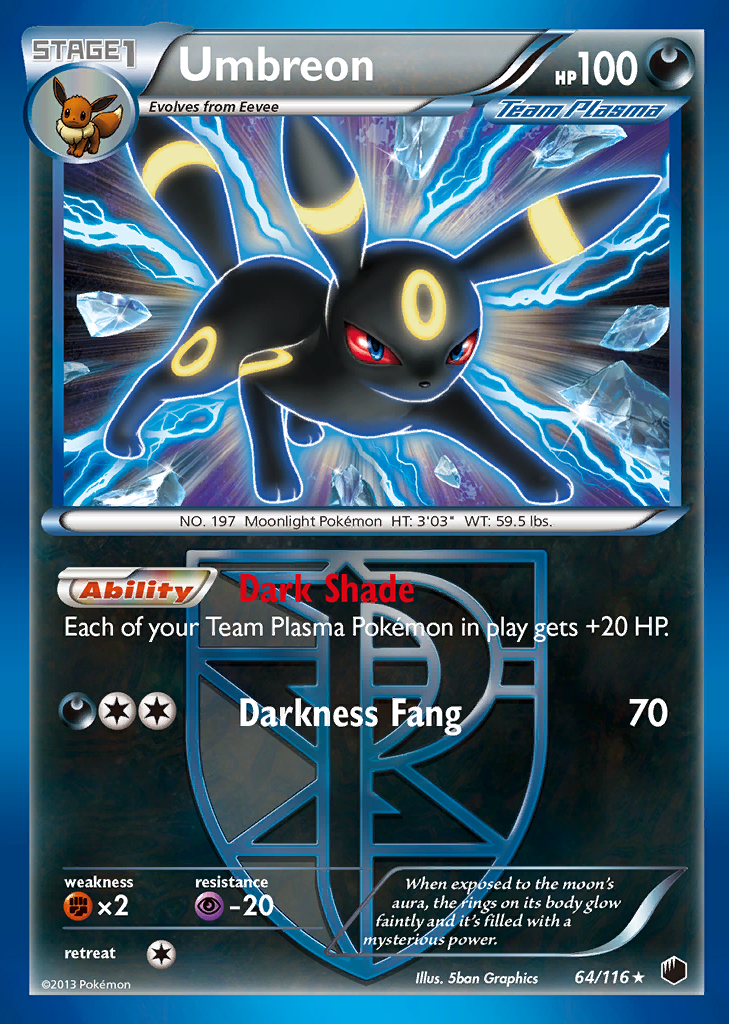 STAGE1
Umbreon
HP100
Evolves from Eevee
Team Plasma
NO. 197 Moonlight Pokémon HT: 3'03" WT: 59.5 lbs.
Ability Dark Shade
Each of your Team Plasma Pokémon in play gets +20 HP.
Darkness Fang 70
weakness resistance
×2 -20
retreat
When exposed to the moon's
aura, the rings on its body glow
faintly and it's filled with a
mysterious power.
©2013 Pokémon
Illus. 5ban Graphics 64/116★